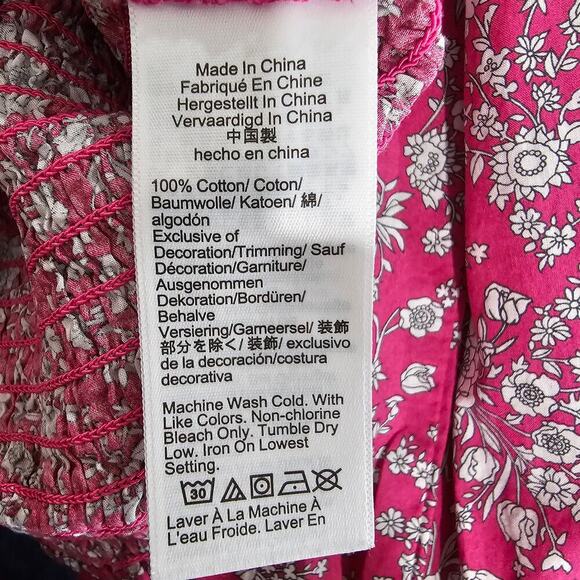 Made In China
Fabriqué En Chine
Hergestellt In China
Vervaardigd In China
中国製
hecho en china
100% Cotton/ Coton/
Baumwolle/ Katoen/ 綿/
algodón
Exclusive of
Decoration/Trimming/ Sauf
Décoration/Garniture/
Ausgenommen
Dekoration/Bordüren/
Behalve
Versiering/Garneersel/ 装飾
部分を除く/ 装飾/ exclusivo
de la decoración/costura
decorativa
Machine Wash Cold. With
Like Colors. Non-chlorine
Bleach Only. Tumble Dry
Low. Iron On Lowest
Setting.
30
Laver À La Machine À
L'eau Froide. Laver En